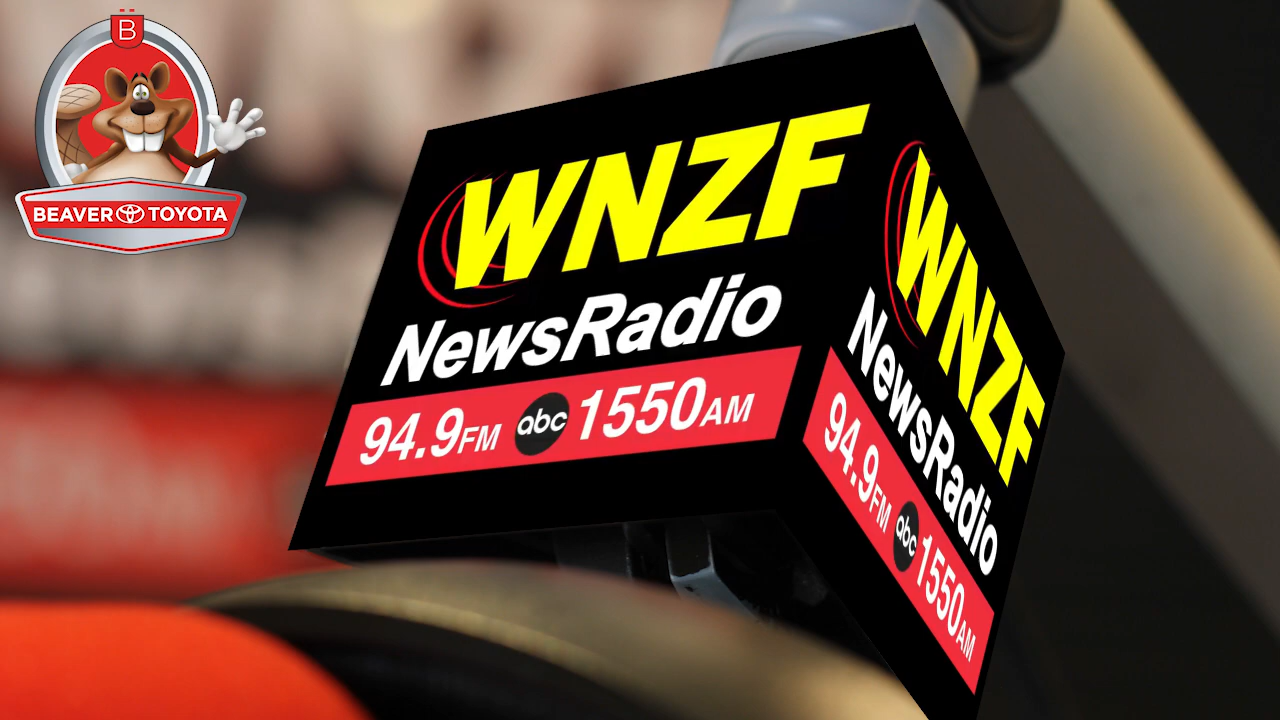 B̈
BEAVER TOYOTA
WNZF
NewsRadio
94.9FM abc 1550AM
WNZF
NewsRadio
94.9FM abc 1550AM